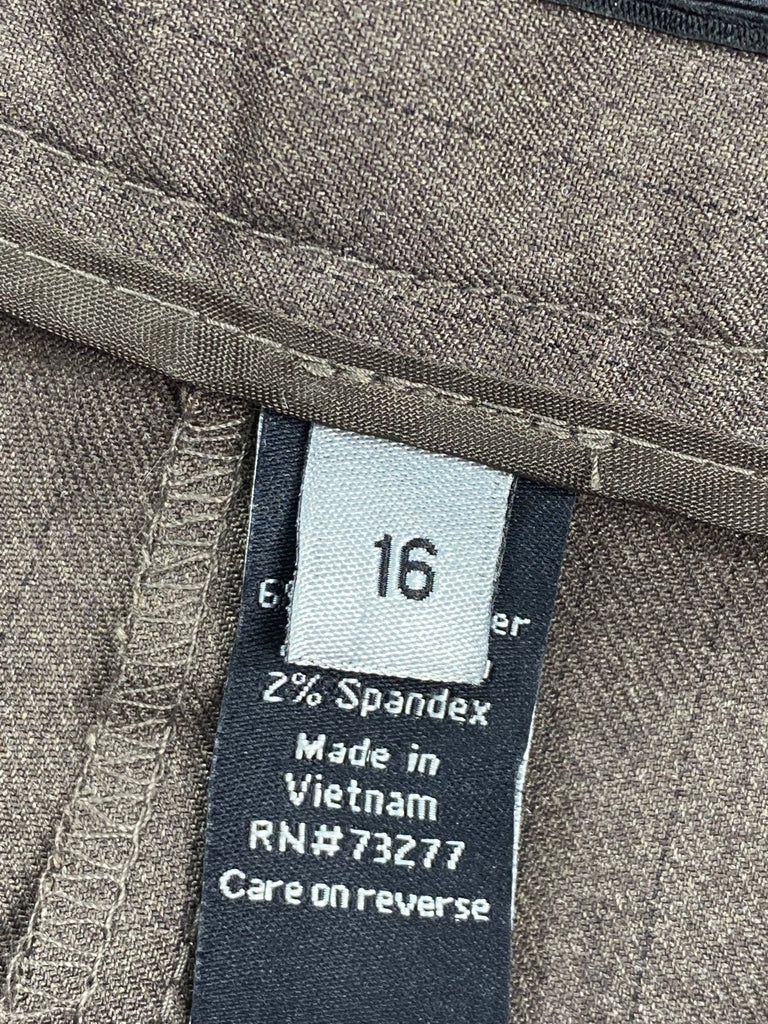 16
2% Spandex
Made in
Vietnam
RN#73277
Care on reverse